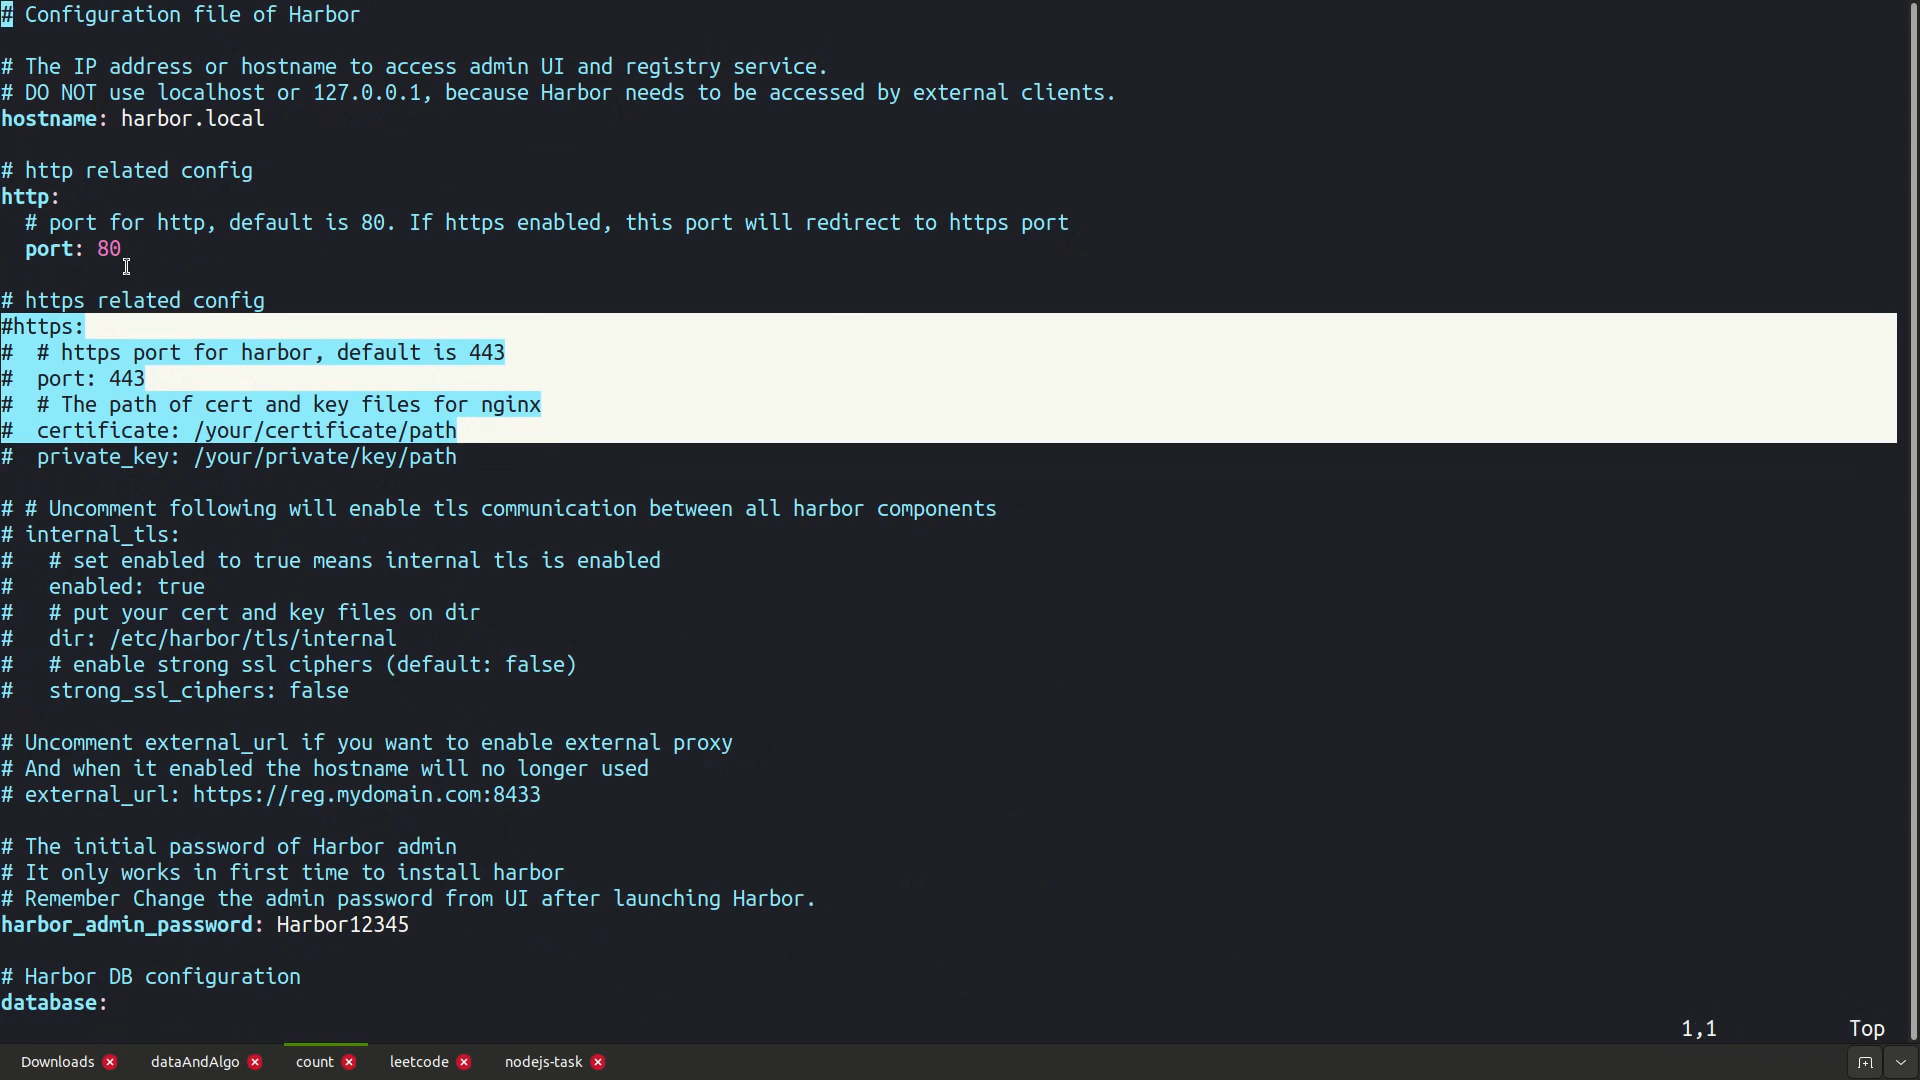 # Configuration file of Harbor
# The IP address or hostname to access admin UI and registry service.
# DO NOT use localhost or 127.0.0.1, because Harbor needs to be accessed by external clients.
hostname: harbor.local
# http related config
http:
  # port for http, default is 80. If https enabled, this port will redirect to https port
  port: 80
# https related config
#https:
#  # https port for harbor, default is 443
#  port: 443
#  # The path of cert and key files for nginx
#  certificate: /your/certificate/path
#  private_key: /your/private/key/path
# # Uncomment following will enable tls communication between all harbor components
# internal_tls:
#   # set enabled to true means internal tls is enabled
#   enabled: true
#   # put your cert and key files on dir
#   dir: /etc/harbor/tls/internal
#   # enable strong ssl ciphers (default: false)
#   strong_ssl_ciphers: false
# Uncomment external_url if you want to enable external proxy
# And when it enabled the hostname will no longer used
# external_url: https://reg.mydomain.com:8433
# The initial password of Harbor admin
# It only works in first time to install harbor
# Remember Change the admin password from UI after launching Harbor.
harbor_admin_password: Harbor12345
# Harbor DB configuration
database:
1,1 Top
Downloads dataAndAlgo count leetcode nodejs-task